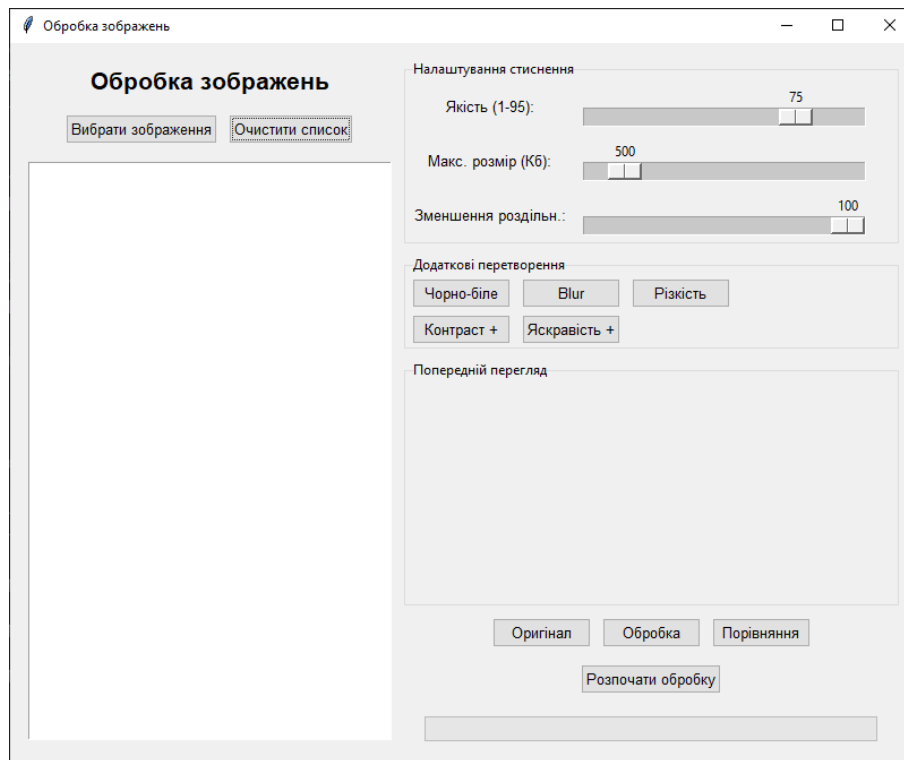 Обробка зображень
Обробка зображень
Вибрати зображення Очистити список
Налаштування стиснення
Якість (1-95): 75
Макс. розмір (Кб): 500
Зменшення роздільн.: 100
Додаткові перетворення
Чорно-біле Blur Різкість
Контраст + Яскравість +
Попередній перегляд
Оригінал Обробка Порівняння
Розпочати обробку